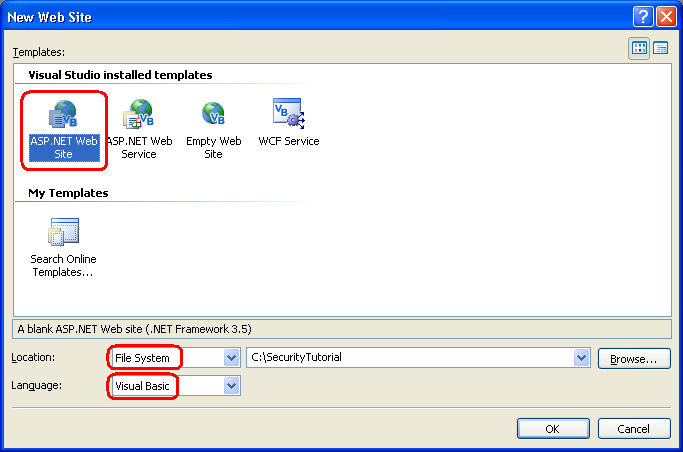 New Web Site
Templates:
Visual Studio installed templates
ASP.NET Web Site
ASP.NET Web Service
Empty Web Site
WCF Service
My Templates
Search Online Templates...
A blank ASP.NET Web site (.NET Framework 3.5)
Location:
File System
C:\SecurityTutorial
Browse...
Language:
Visual Basic
OK
Cancel